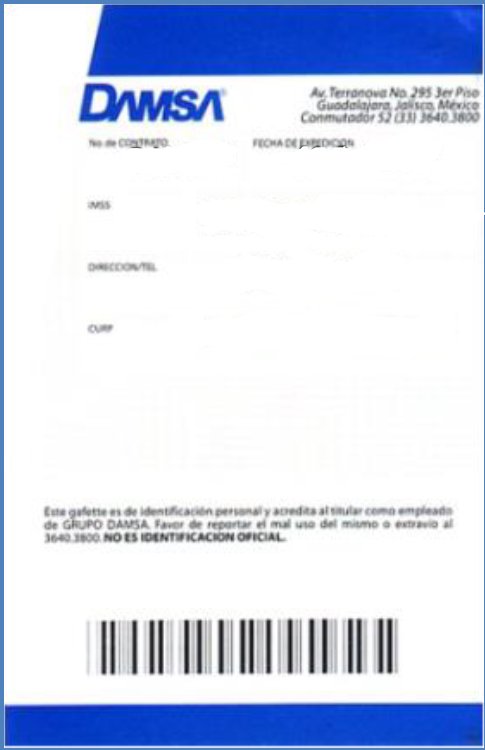 DAMSA®
Av. Terranova No. 295 3er Piso
Guadalajara, Jalisco, México
Conmutador 52 (33) 3640.3800
No. de CONTRATO. FECHA DE EXPEDICION
IMSS
DIRECCION/TEL
CURP
Este gafette es de identificación personal y acredita al titular como empleado
de GRUPO DAMSA. Favor de reportar el mal uso del mismo o extravio al
3640.3800. NO ES IDENTIFICACION OFICIAL.